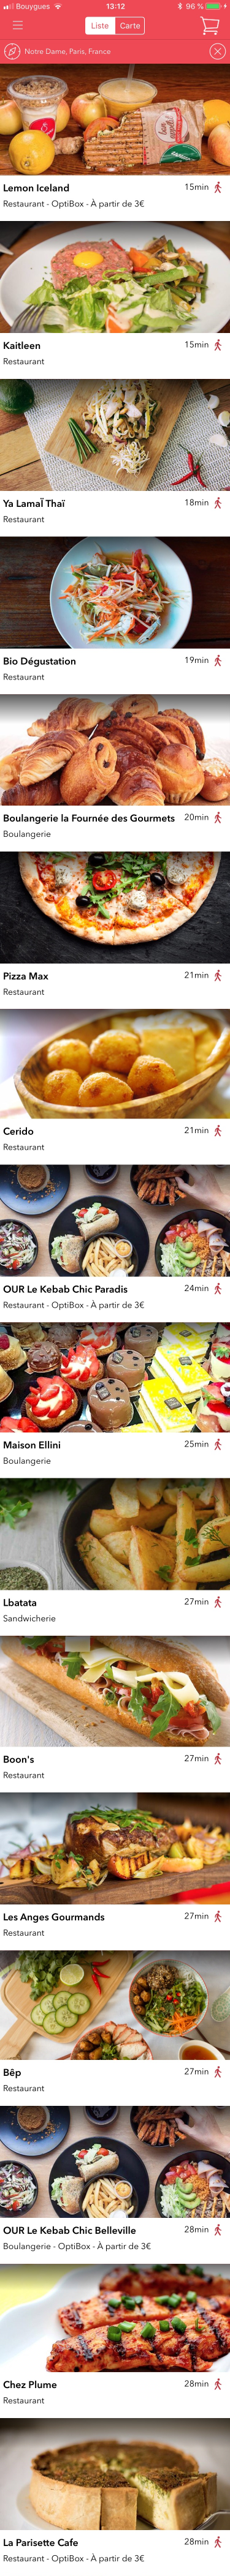 Bouygues 13:12 96 %
Liste Carte
Notre Dame, Paris, France
Lemon Iceland 15min
Restaurant - OptiBox - À partir de 3€
Kaitleen 15min
Restaurant
Ya LamaÏ Thaï 18min
Restaurant
Bio Dégustation 19min
Restaurant
Boulangerie la Fournée des Gourmets 20min
Boulangerie
Pizza Max 21min
Restaurant
Cerido 21min
Restaurant
OUR Le Kebab Chic Paradis 24min
Restaurant - OptiBox - À partir de 3€
Maison Ellini 25min
Boulangerie
Lbatata 27min
Sandwicherie
Boon's 27min
Restaurant
Les Anges Gourmands 27min
Restaurant
Bêp 27min
Restaurant
OUR Le Kebab Chic Belleville 28min
Boulangerie - OptiBox - À partir de 3€
Chez Plume 28min
Restaurant
La Parisette Cafe 28min
Restaurant - OptiBox - À partir de 3€